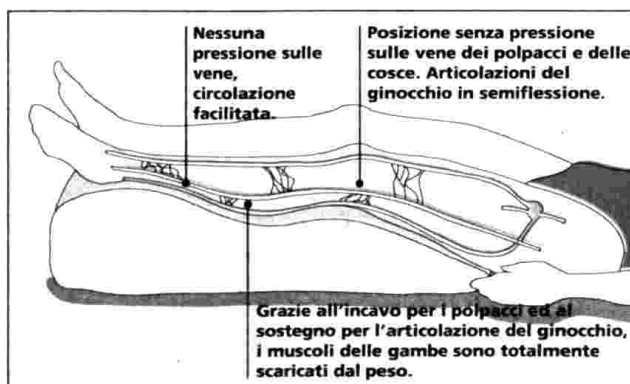 Nessuna
pressione sulle
vene,
circolazione
facilitata.
Posizione senza pressione
sulle vene dei polpacci e delle
cosce. Articolazioni del
ginocchio in semiflessione.
Grazie all'incavo per i polpacci ed al
sostegno per l'articolazione del ginocchio,
i muscoli delle gambe sono totalmente
scaricati dal peso.